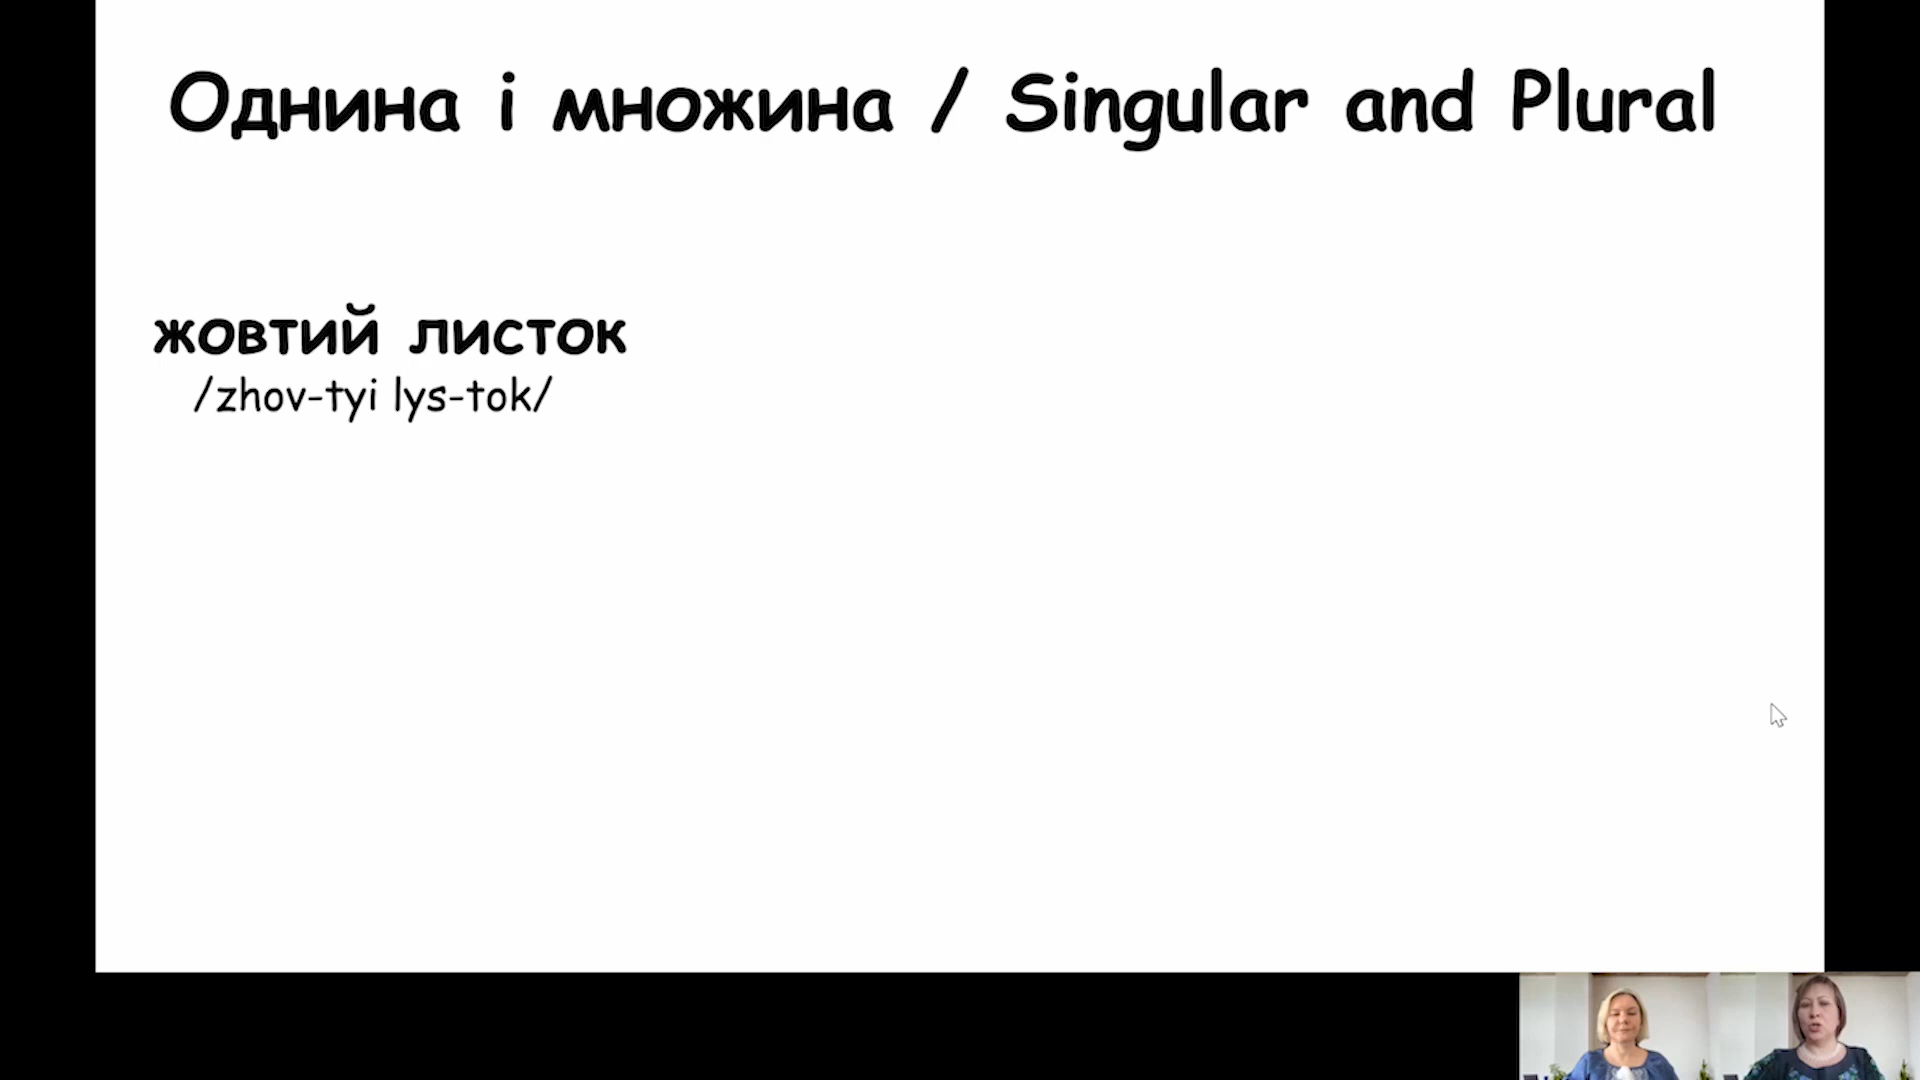 Однина і множина / Singular and Plural
жовтий листок
/zhov-tyi lys-tok/